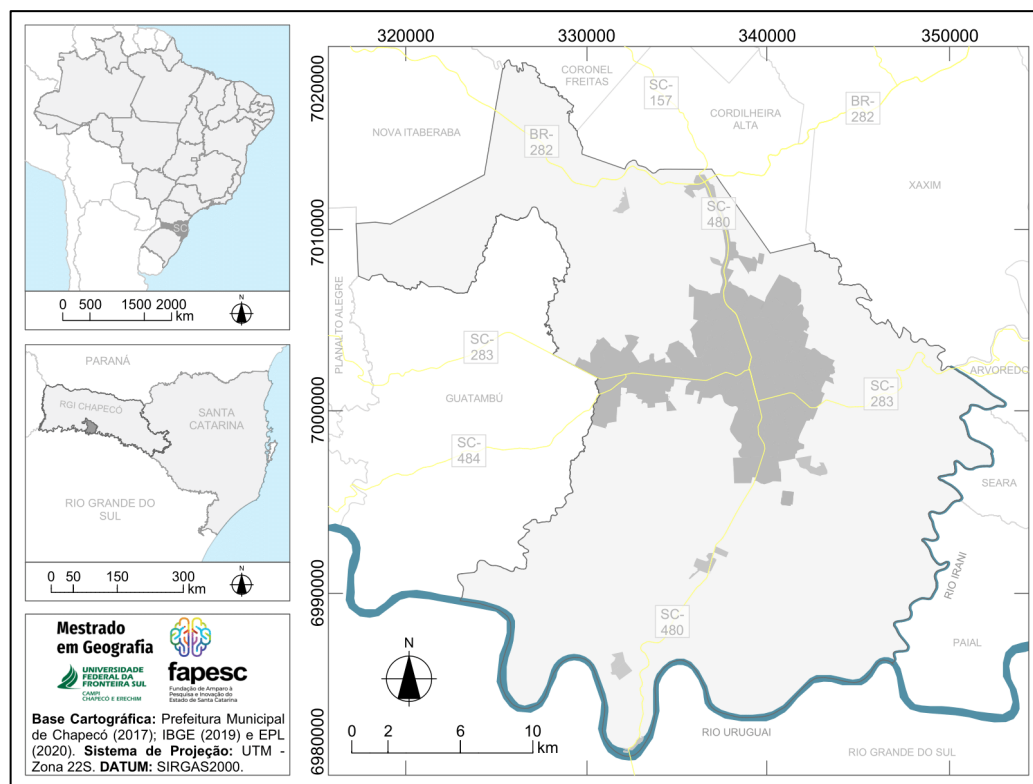 SC
0 500 1500 2000
km
N
PARANÁ
RGI CHAPECÓ
SANTA
CATARINA
RIO GRANDE DO
SUL
0 50 150 300
km
N
Mestrado
em Geografia
UNIVERSIDADE
FEDERAL DA
FRONTEIRA SUL
CAMPI
CHAPECÓ E ERECHIM
fapesc
Fundação de Amparo à
Pesquisa e Inovação do
Estado de Santa Catarina
Base Cartográfica: Prefeitura Municipal
de Chapecó (2017); IBGE (2019) e EPL
(2020). Sistema de Projeção: UTM -
Zona 22S. DATUM: SIRGAS2000.
320000 330000 340000 350000
7020000
7010000
7000000
6990000
6980000
CORONEL
FREITAS
SC-
157
CORDILHEIRA
ALTA
BR-
282
NOVA ITABERABA
BR-
282
XAXIM
SC-
480
PLANALTO ALEGRE
SC-
283
GUATAMBÚ
SC-
484
ARVOREDO
SC-
283
SEARA
RIO IRANI
PAIAL
SC-
480
N
0 2 6 10
km
RIO URUGUAI
RIO GRANDE DO SUL